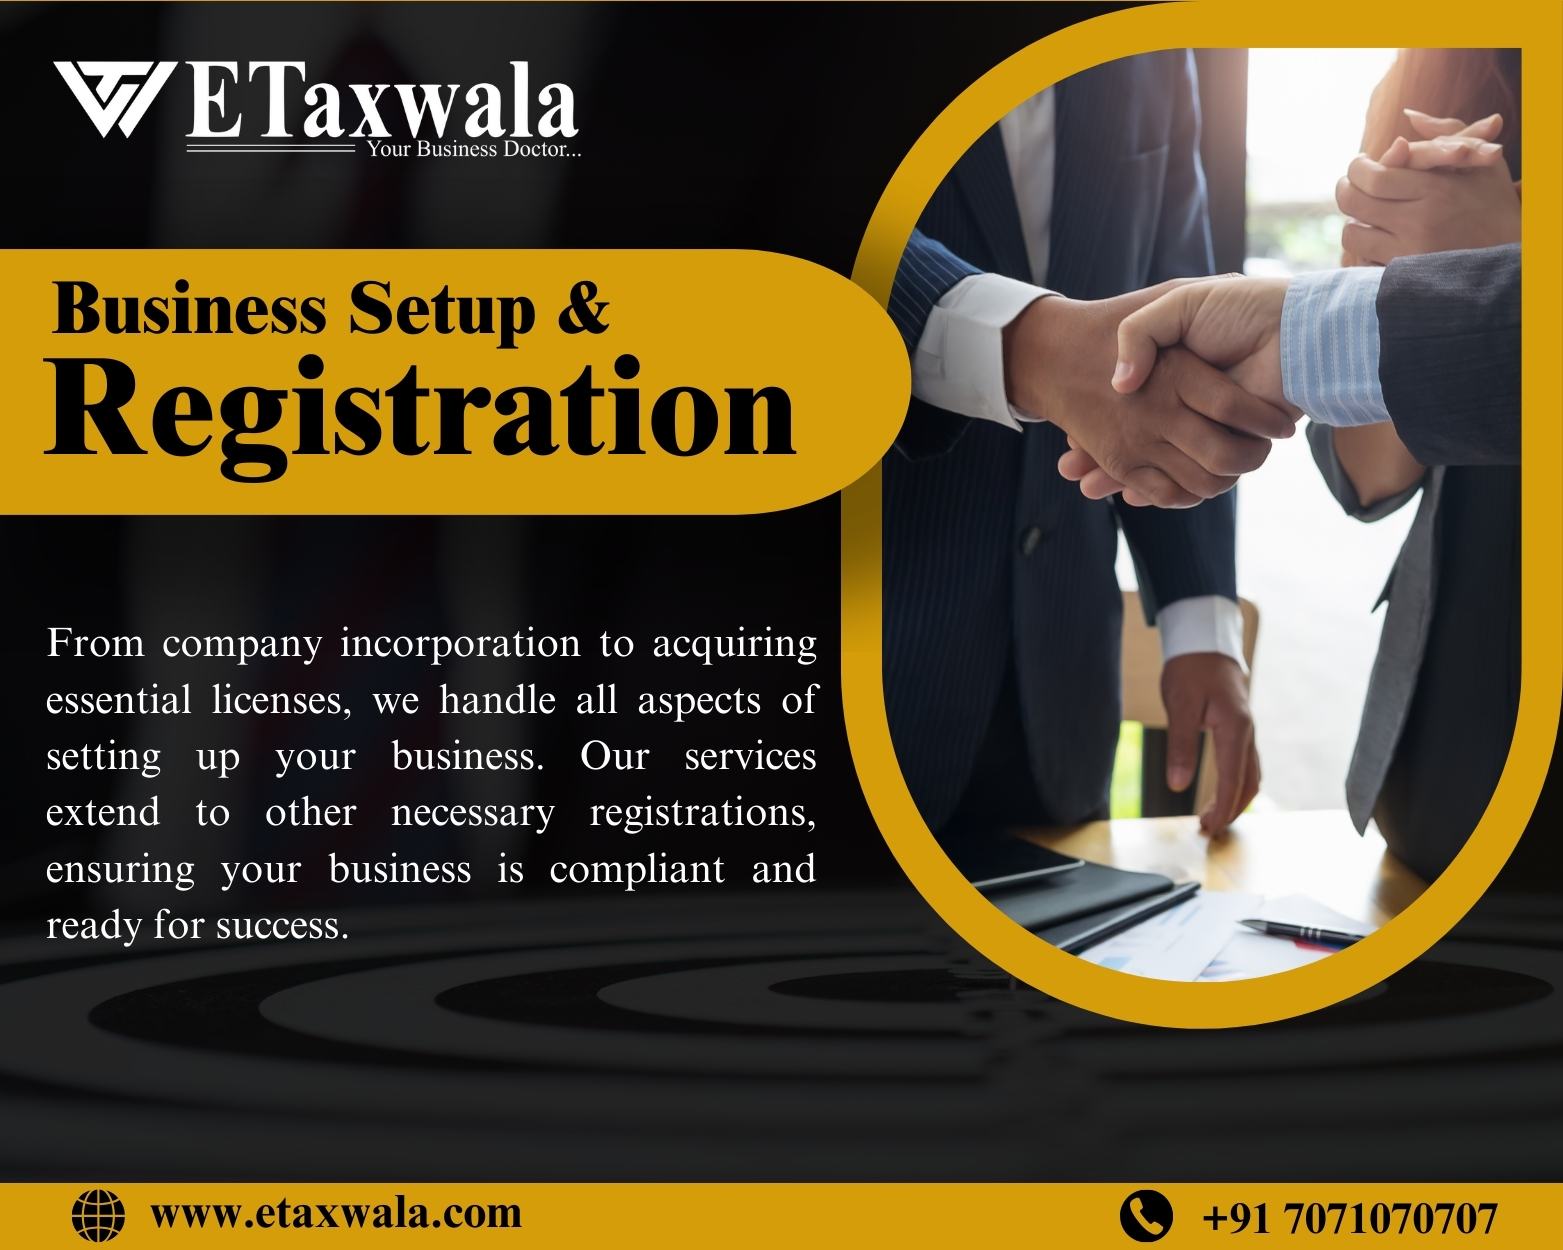 ETaxwala
Your Business Doctor...
Business Setup &
Registration
From company incorporation to acquiring
essential licenses, we handle all aspects of
setting up your business. Our services
extend to other necessary registrations,
ensuring your business is compliant and
ready for success.
www.etaxwala.com
+91 7071070707